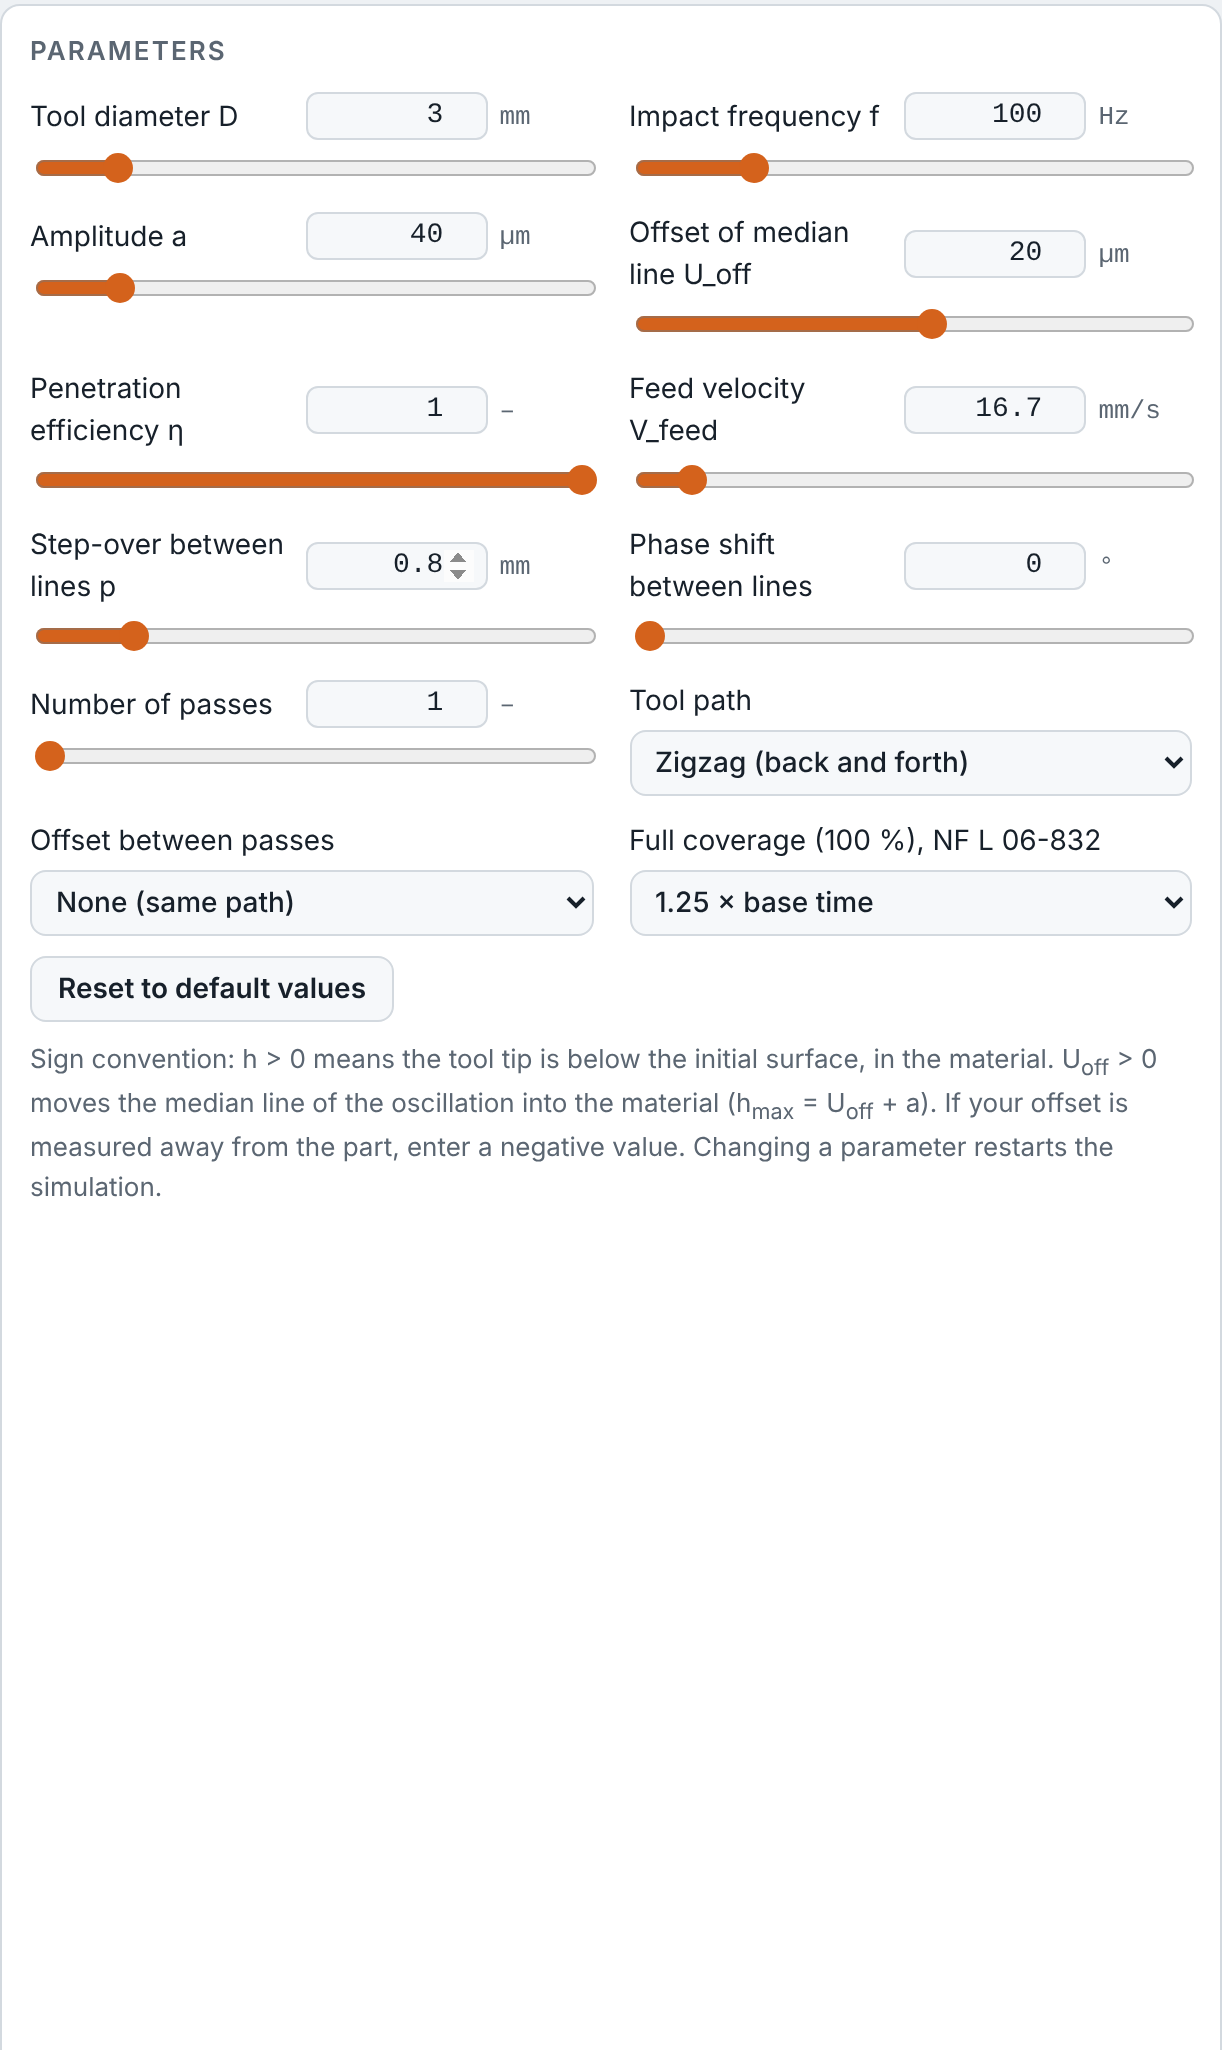 PARAMETERS
Tool diameter D 3 mm
Impact frequency f 100 Hz
Amplitude a 40 µm
Offset of median
line U_off 20 µm
Penetration
efficiency η 1 –
Feed velocity
V_feed 16.7 mm/s
Step-over between
lines p 0.8 mm
Phase shift
between lines 0 °
Number of passes 1 –
Tool path
Zigzag (back and forth)
Offset between passes
None (same path)
Full coverage (100 %), NF L 06-832
1.25 × base time
Reset to default values
Sign convention: h > 0 means the tool tip is below the initial surface, in the material. U_off > 0
moves the median line of the oscillation into the material (h_max = U_off + a). If your offset is
measured away from the part, enter a negative value. Changing a parameter restarts the
simulation.